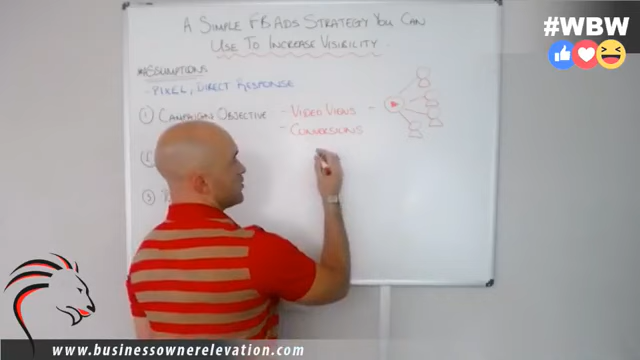 #WBW
A SIMPLE FB ADS STRATEGY YOU CAN
USE TO INCREASE VISIBILITY.
*ASSUMPTIONS
- PIXEL, DIRECT RESPONSE
① CAMPAIGN OBJECTIVE - VIDEO VIEWS -
- CONVERSIONS
③
www.businessownerelevation.com